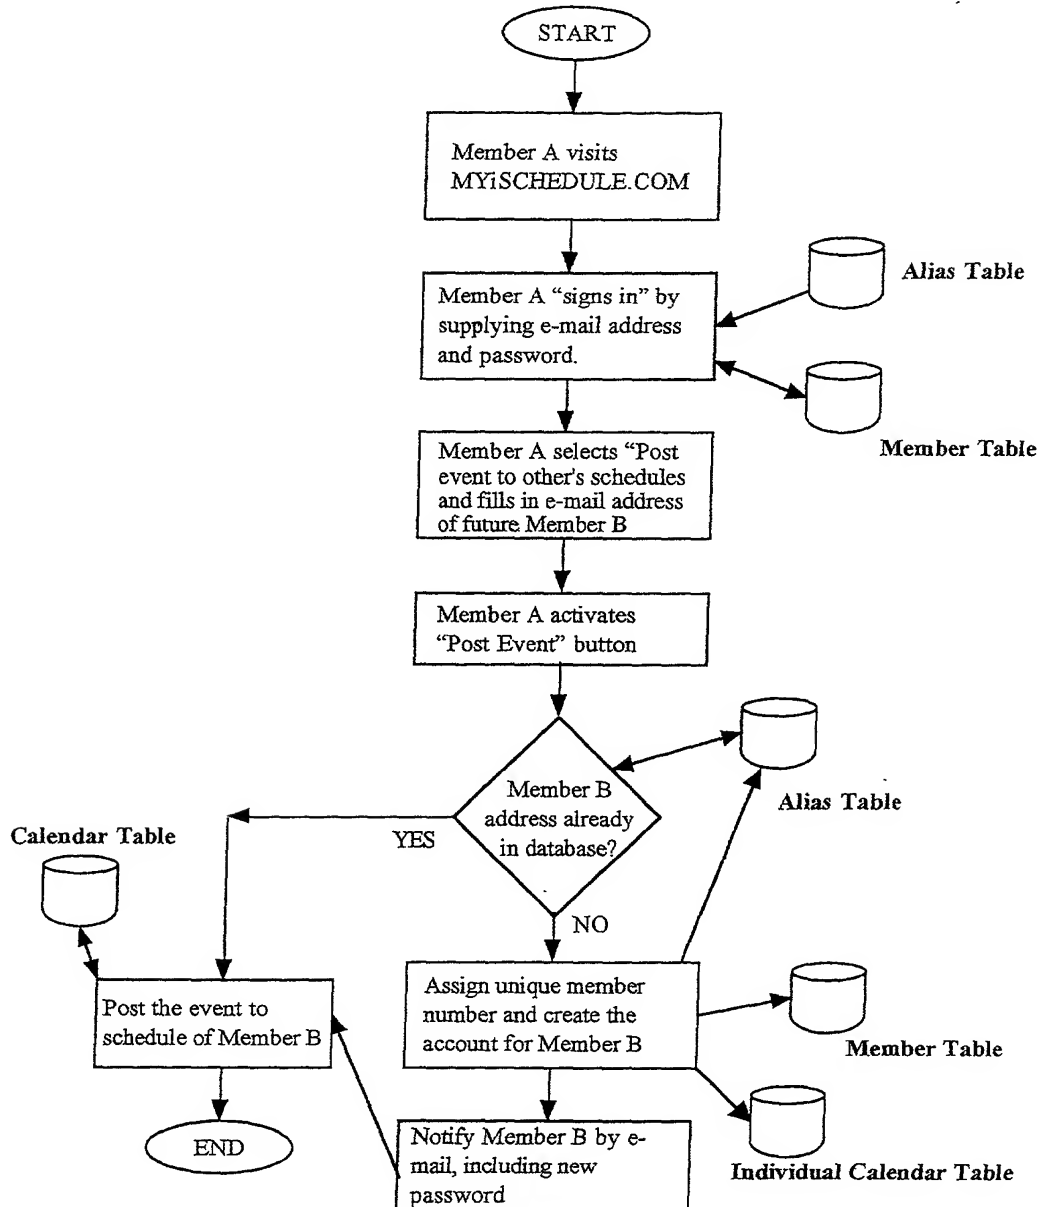 START
Member A visits
MYiSCHEDULE.COM
Alias Table
Member A “signs in” by
supplying e-mail address
and password.
Member Table
Member A selects “Post
event to other's schedules
and fills in e-mail address
of future Member B
Member A activates
“Post Event” button
Member B
address already
in database?
Alias Table
YES
Calendar Table
NO
Assign unique member
number and create the
account for Member B
Post the event to
schedule of Member B
Member Table
END
Notify Member B by e-
mail, including new
password
Individual Calendar Table